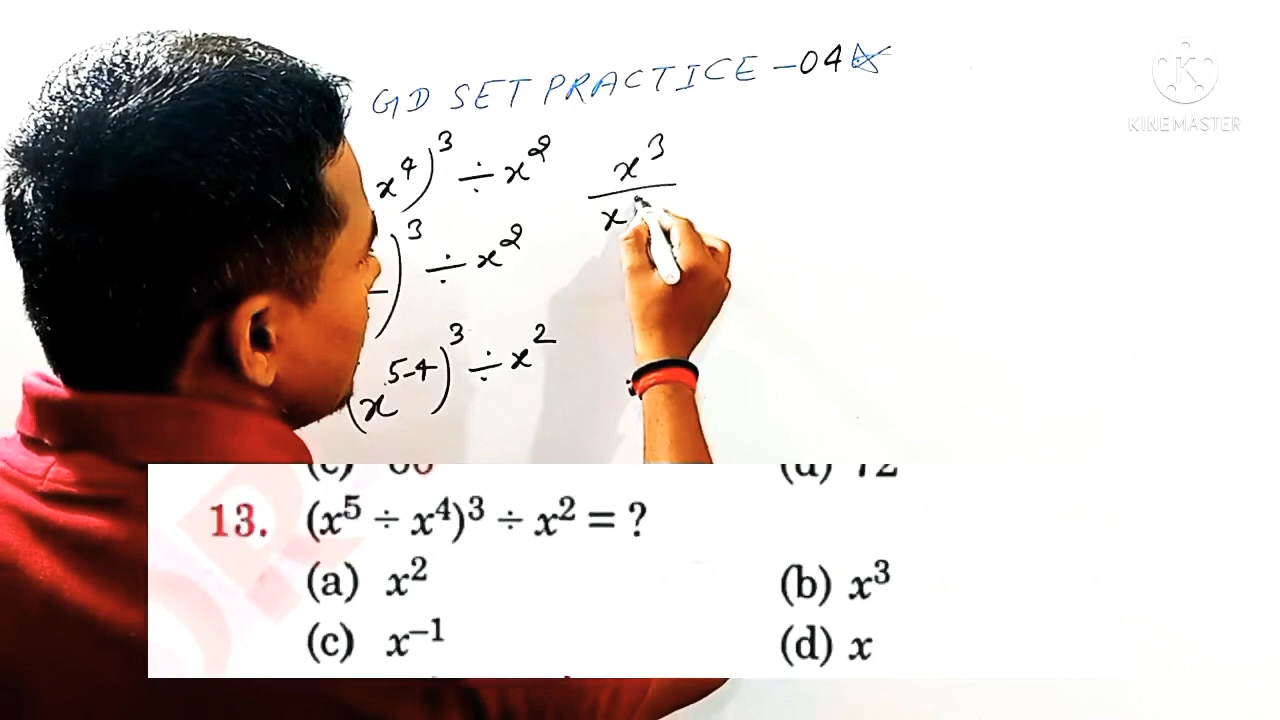 GD SET PRACTICE - 04
x⁴)³ ÷ x² x³
x
)³ ÷ x²
(x⁵⁻⁴)³ ÷ x²
KINEMASTER
13. (x⁵ ÷ x⁴)³ ÷ x² = ?
(a) x² (b) x³
(c) x⁻¹ (d) x